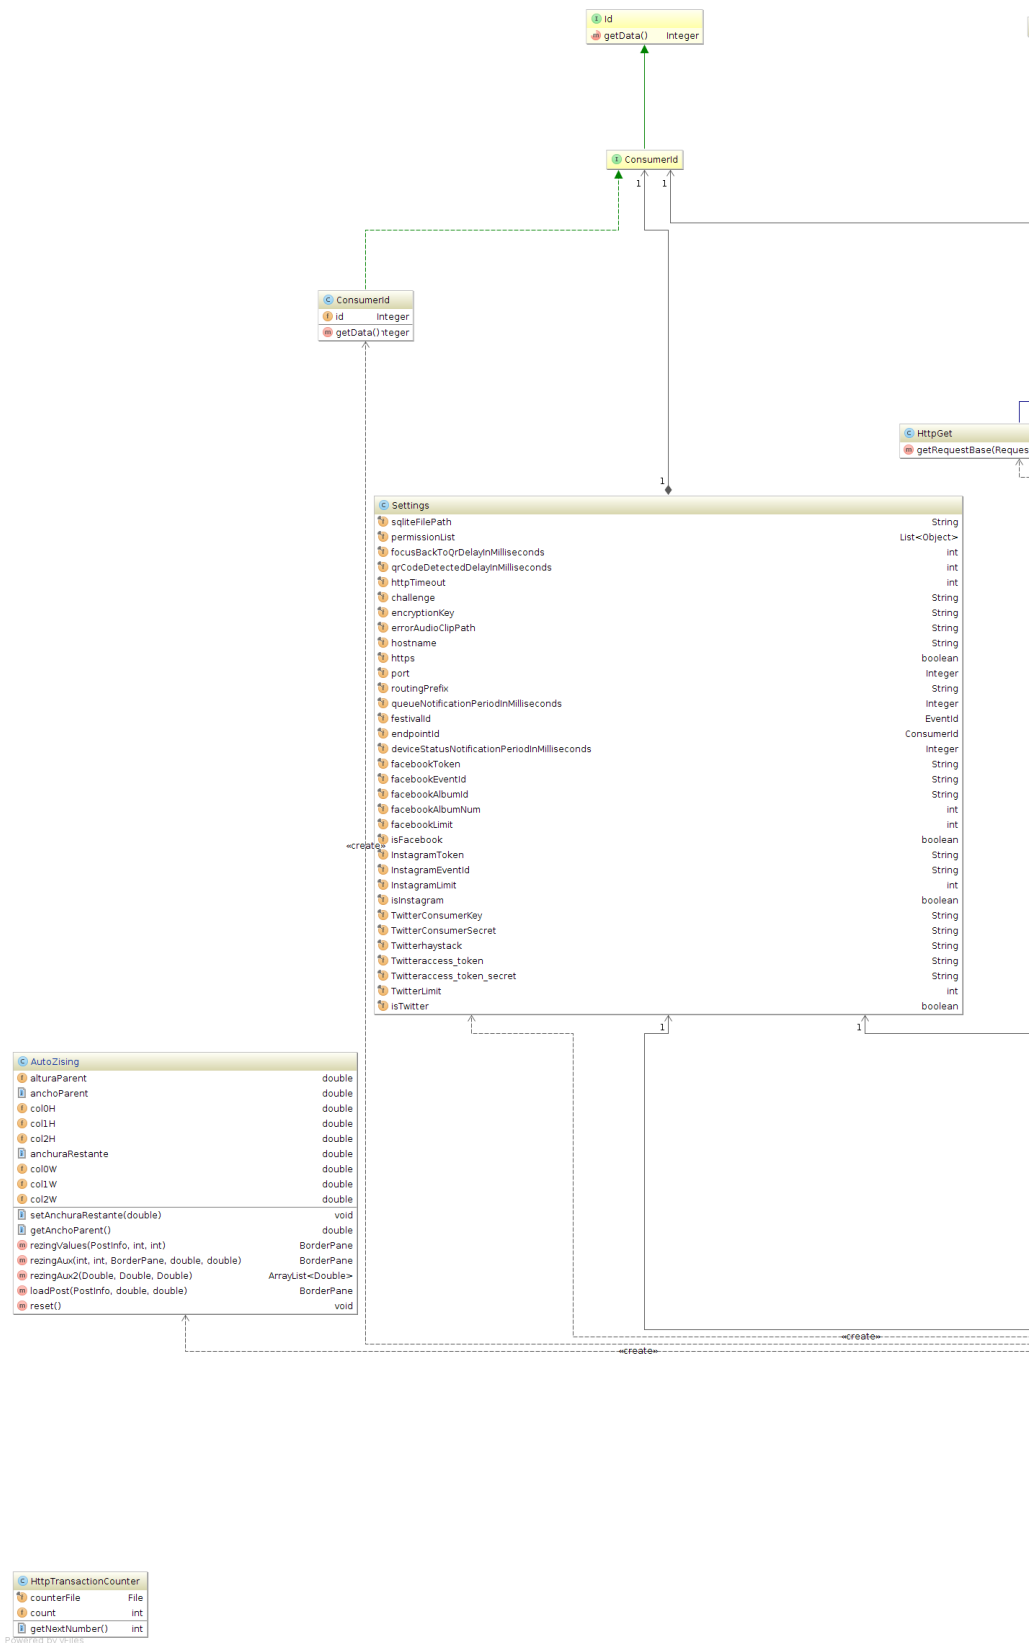 Id
getData() Integer
ConsumerId
1 1
ConsumerId
id Integer
getData()
HttpGet
getRequestBase(Reques
1
Settings
sqliteFilePath String
permissionList List<Object>
focusBackToQrDelayInMilliseconds int
qrCodeDetectedDelayInMilliseconds int
httpTimeout int
challenge String
encryptionKey String
errorAudioClipPath String
hostname String
https boolean
port Integer
routingPrefix String
queueNotificationPeriodInMilliseconds Integer
festivalId EventId
endpointId ConsumerId
deviceStatusNotificationPeriodInMilliseconds Integer
facebookToken String
facebookEventId String
facebookAlbumId String
facebookAlbumNum int
facebookLimit int
isFacebook boolean
«create»
InstagramToken String
InstagramEventId String
InstagramLimit int
isInstagram boolean
TwitterConsumerKey String
TwitterConsumerSecret String
Twitterhaystack String
Twitteraccess_token String
Twitteraccess_token_secret String
TwitterLimit int
isTwitter boolean
1 1
AutoZising
alturaParent double
anchoParent double
col0H double
col1H double
col2H double
anchuraRestante double
col0W double
col1W double
col2W double
setAnchuraRestante(double) void
getAnchoParent() double
rezingValues(PostInfo, int, int) BorderPane
rezingAux(int, int, BorderPane, double, double) BorderPane
rezingAux2(Double, Double, Double) ArrayList<Double>
loadPost(PostInfo, double, double) BorderPane
reset() void
«create»
«create»
HttpTransactionCounter
counterFile File
count int
getNextNumber() int
Powered by yFiles